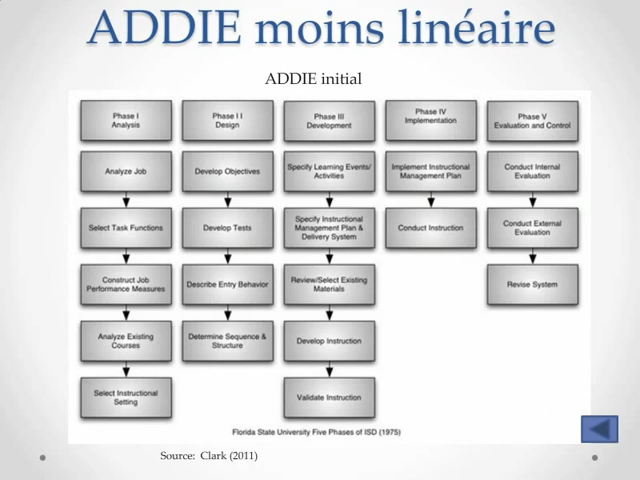 ADDIE moins linéaire
ADDIE initial
Phase I
Analysis
Phase I I
Design
Phase III
Development
Phase IV
Implementation
Phase V
Evaluation and Control
Analyze Job
Develop Objectives
Specify Learning Events/
Activities
Implement Instructional
Management Plan
Conduct Internal
Evaluation
Select Task Functions
Develop Tests
Specify Instructional
Management Plan &
Delivery System
Conduct Instruction
Conduct External
Evaluation
Construct Job
Performance Measures
Describe Entry Behavior
Review/Select Existing
Materials
Revise System
Analyze Existing
Courses
Determine Sequence &
Structure
Develop Instruction
Select Instructional
Setting
Validate Instruction
Florida State University Five Phases of ISD (1975)
Source: Clark (2011)